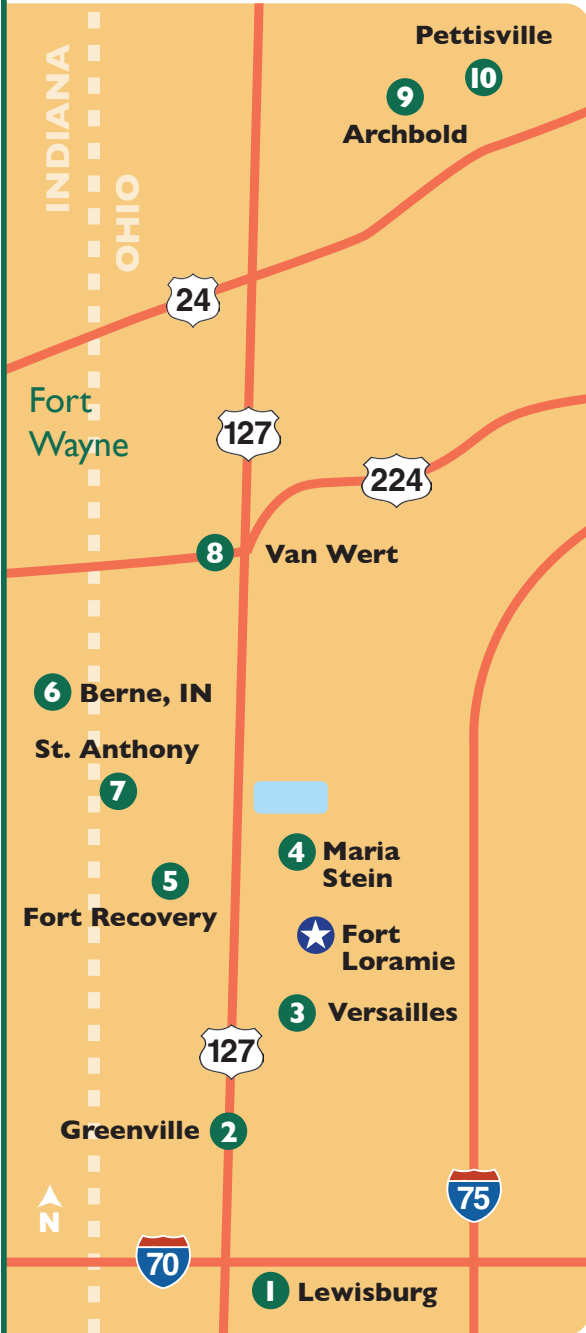 Pettisville
10
9
Archbold
INDIANA
OHIO
24
Fort
Wayne
127
224
8 Van Wert
6 Berne, IN
St. Anthony
7
4 Maria
Stein
5
Fort Recovery
Fort
Loramie
3 Versailles
127
Greenville 2
N
75
70
1 Lewisburg